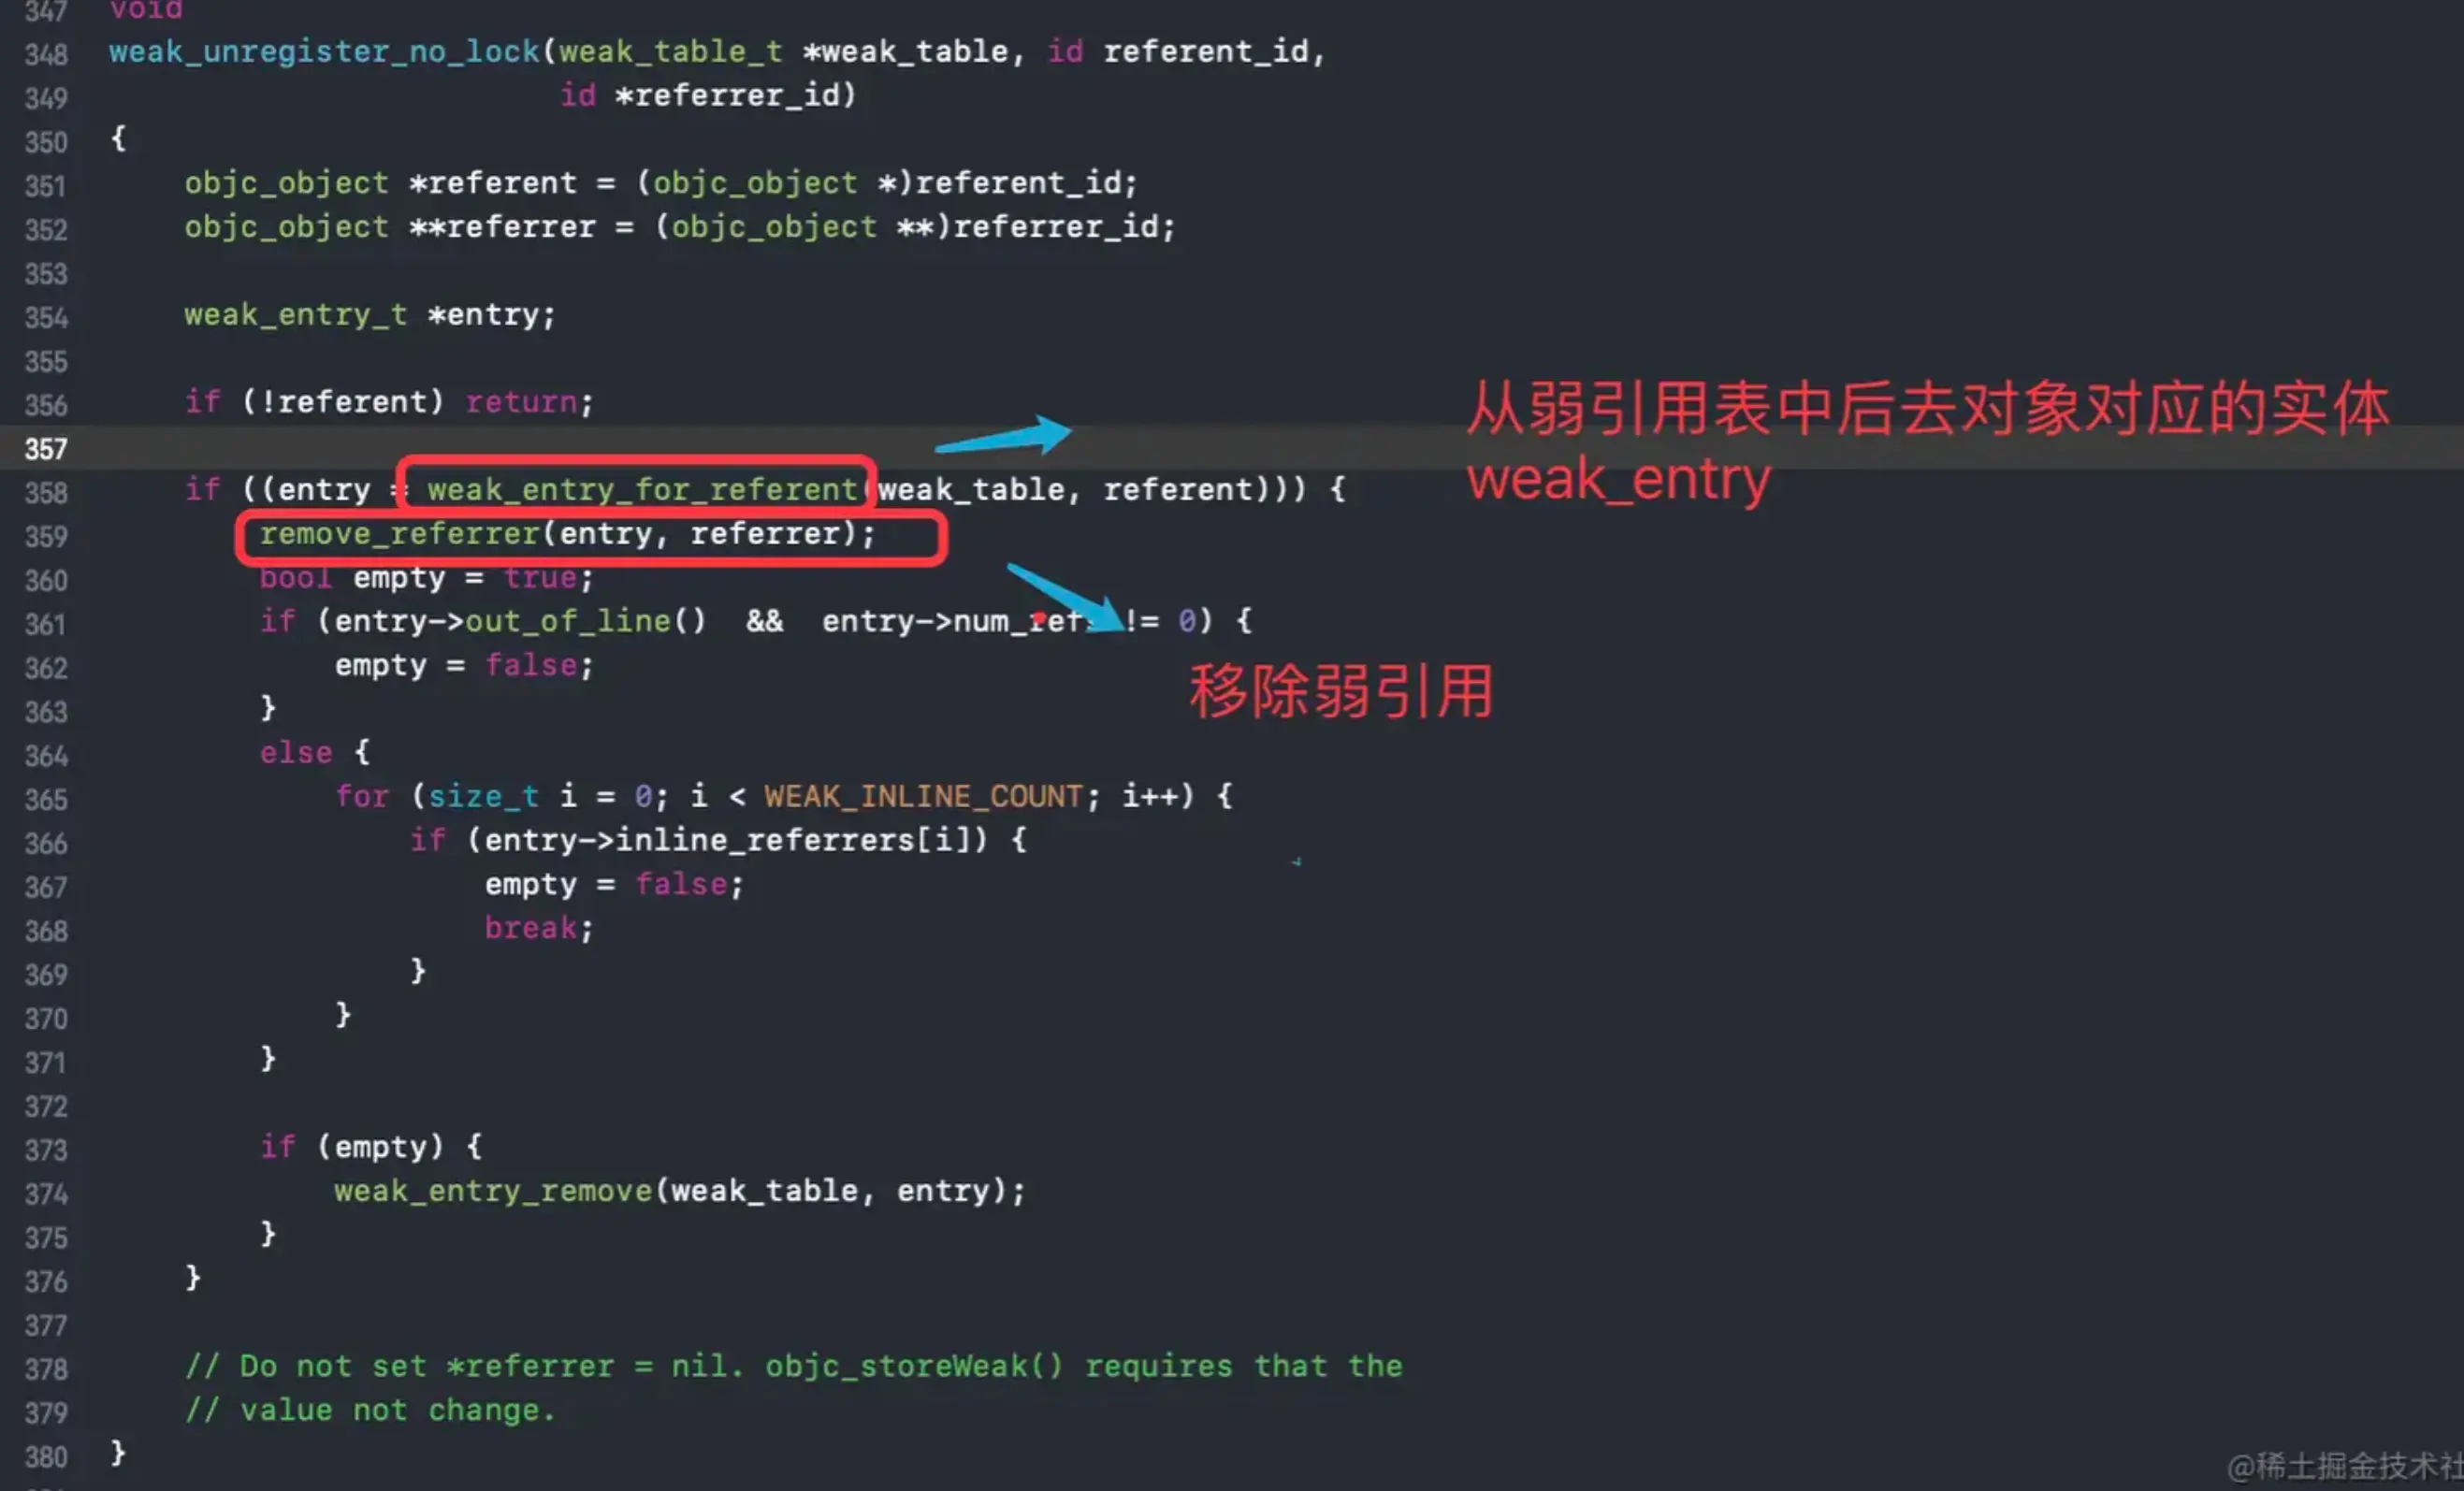 347 void
348 weak_unregister_no_lock(weak_table_t *weak_table, id referent_id,
349 id *referrer_id)
350 {
351 objc_object *referent = (objc_object *)referent_id;
352 objc_object **referrer = (objc_object **)referrer_id;
353
354 weak_entry_t *entry;
355
356 if (!referent) return;
从弱引用表中后去对象对应的实体
357
weak_entry
358 if ((entry = weak_entry_for_referent(weak_table, referent))) {
359 remove_referrer(entry, referrer);
360 bool empty = true;
361 if (entry->out_of_line() && entry->num_refs != 0) {
362 empty = false;
移除弱引用
363 }
364 else {
365 for (size_t i = 0; i < WEAK_INLINE_COUNT; i++) {
366 if (entry->inline_referrers[i]) {
367 empty = false;
368 break;
369 }
370 }
371 }
372
373 if (empty) {
374 weak_entry_remove(weak_table, entry);
375 }
376 }
377
378 // Do not set *referrer = nil. objc_storeWeak() requires that the
379 // value not change.
380 }
@稀土掘金技术社